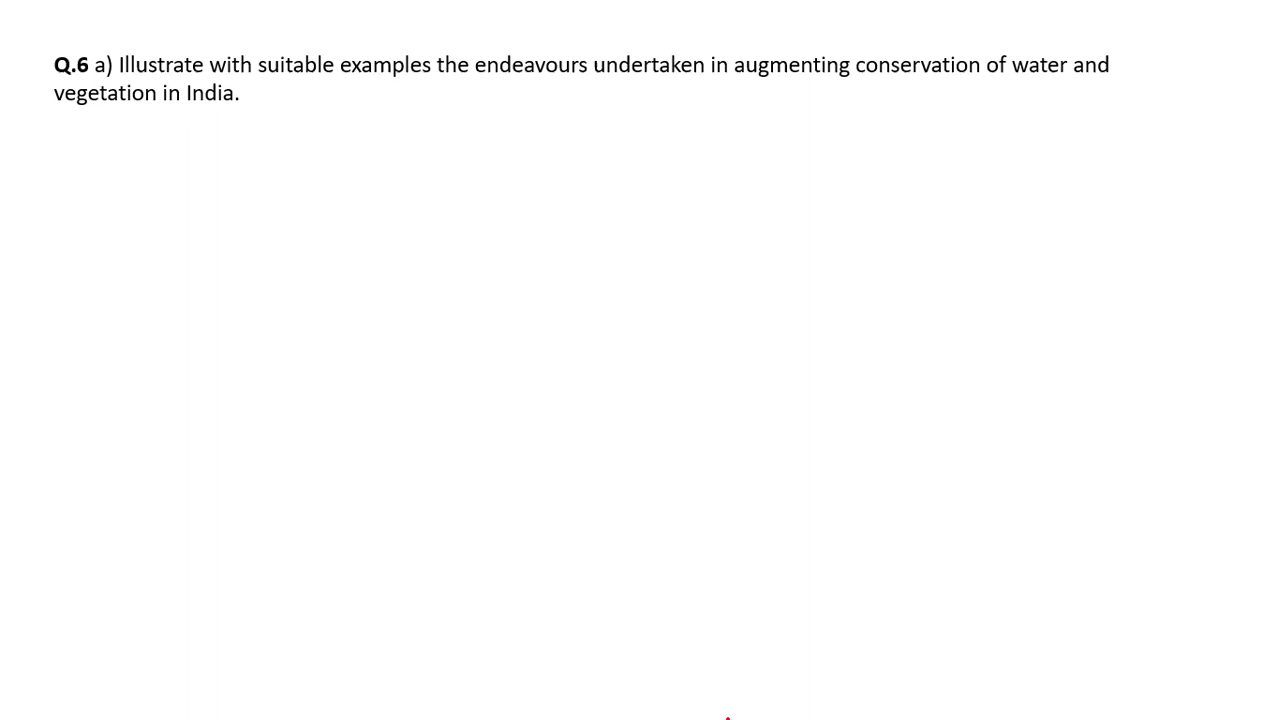 Q.6 a) Illustrate with suitable examples the endeavours undertaken in augmenting conservation of water and
vegetation in India.